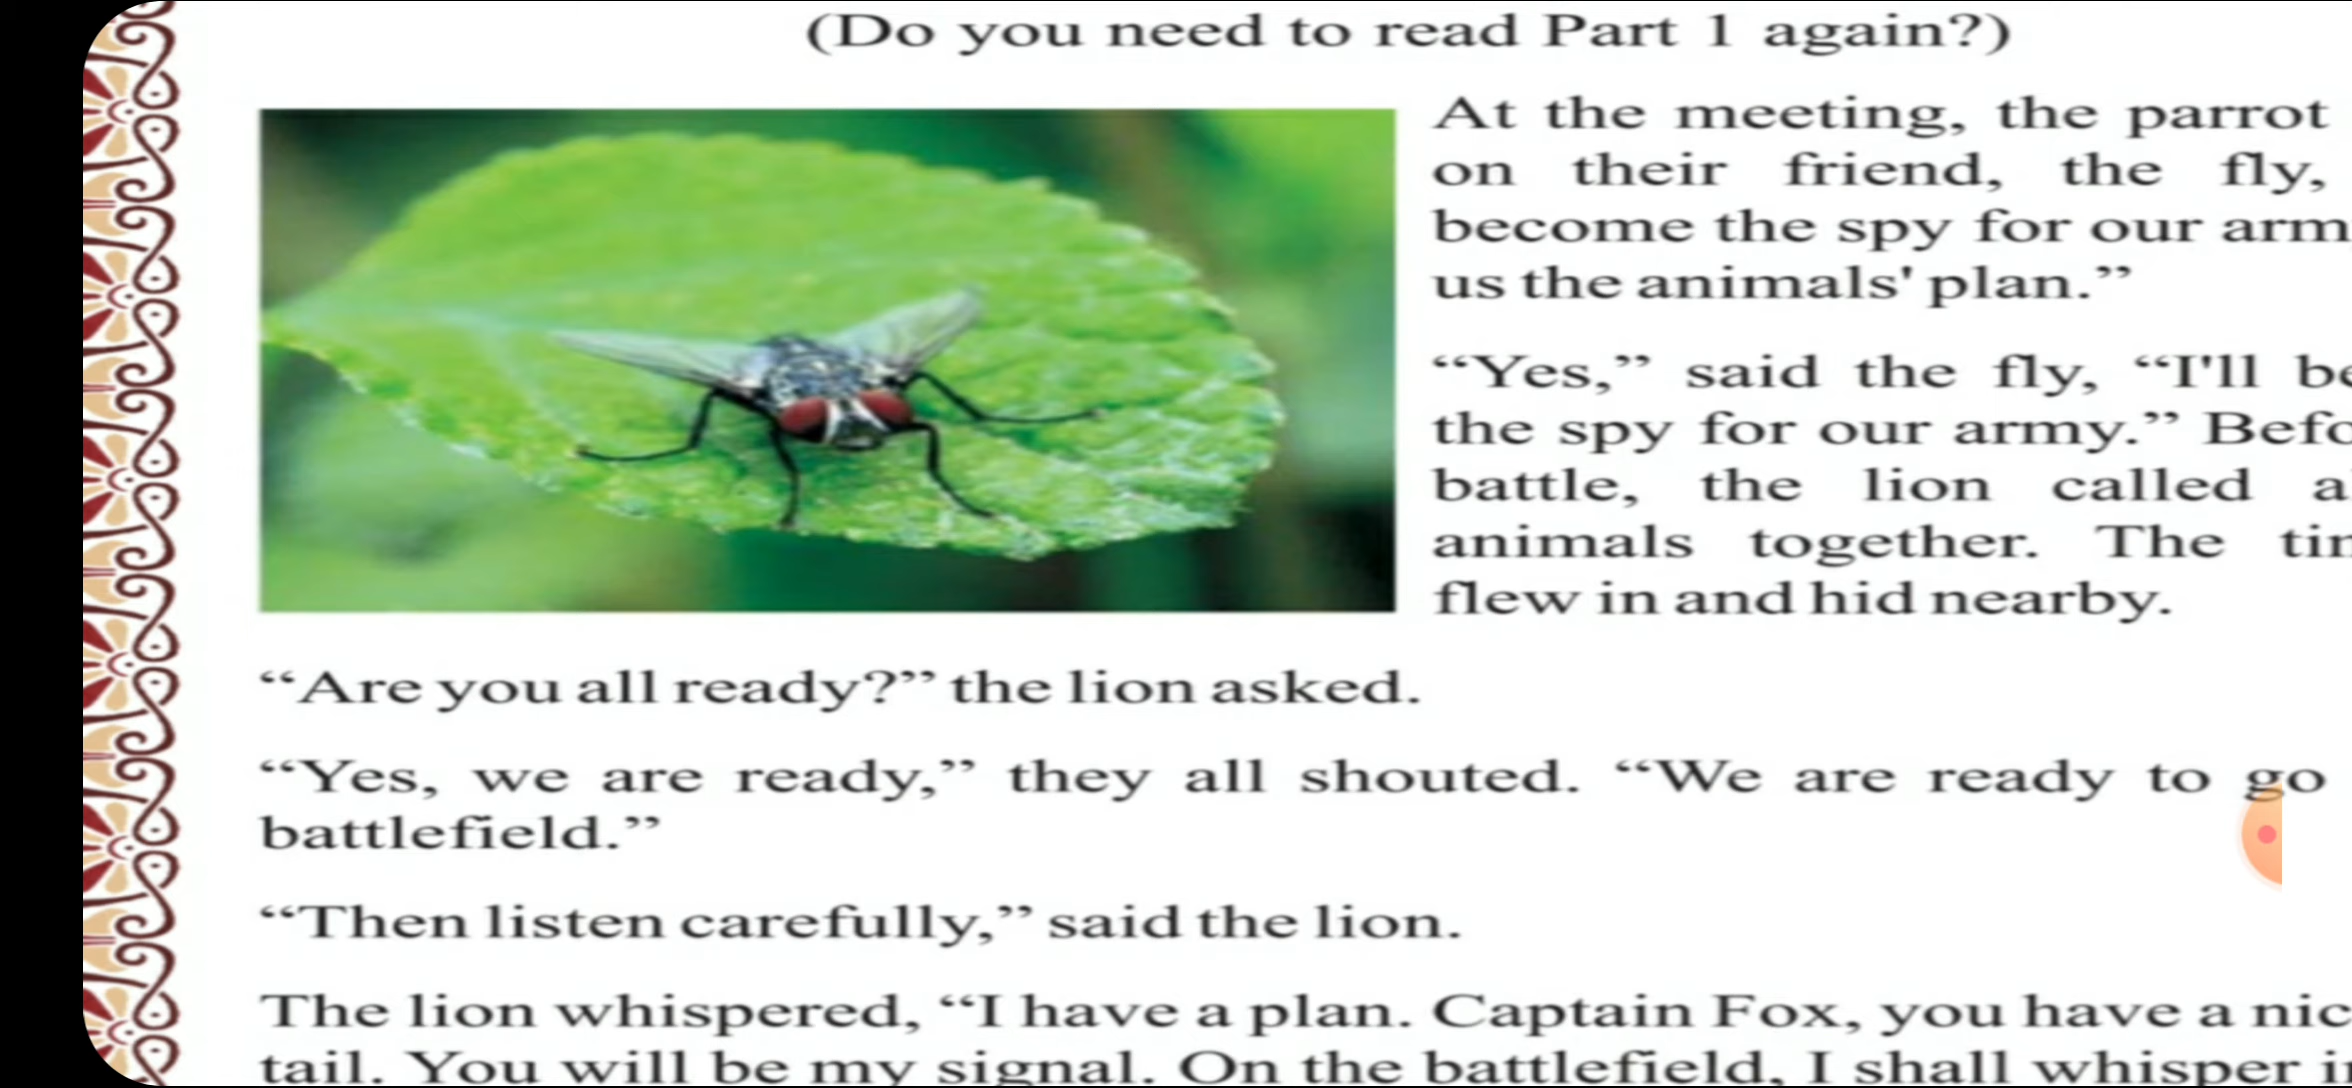 (Do you need to read Part 1 again?)
At the meeting, the parrot
on their friend, the fly,
become the spy for our arm
us the animals' plan.”
“Yes,” said the fly, “I'll
the spy for our army.”
battle, the lion called a
animals together. The
flew in and hid nearby.
“Are you all ready?” the lion asked.
“Yes, we are ready,” they all shouted. “We are ready to go
battlefield.”
“Then listen carefully,” said the lion.
The lion whispered, “I have a plan. Captain Fox, you have a
tail. You will be my signal. On the battlefield, I shall whisper